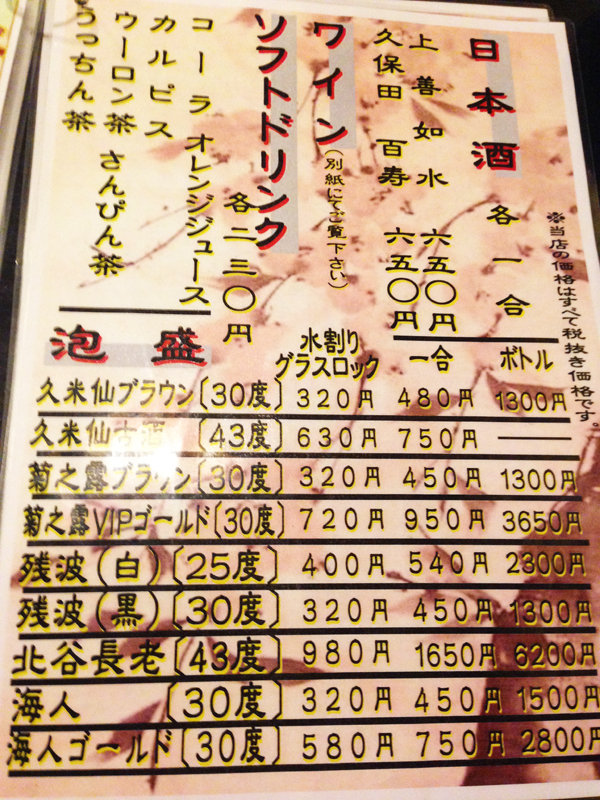 ※当店の価格はすべて税抜き価格です。
日本酒
各一合
上善如水 六五〇円
久保田 百寿 六五〇円
ワイン
(別紙にてご覧下さい)
ソフトドリンク
各二三〇円
コーラ オレンジジュース
カルピス
ウーロン茶 さんぴん茶
うっちん茶
泡盛 水割り グラスロック 一合 ボトル
久米仙ブラウン〔30度〕 320円 480円 1300円
久米仙古酒〔43度〕 630円 750円 ―
菊之露ブラウン〔30度〕 320円 450円 1300円
菊之露VIPゴールド〔30度〕 720円 950円 3650円
残波(白)〔25度〕 400円 540円 2300円
残波(黒)〔30度〕 320円 450円 1300円
北谷長老〔43度〕 980円 1650円 6200円
海人〔30度〕 320円 450円 1500円
海人ゴールド〔30度〕 580円 750円 2800円